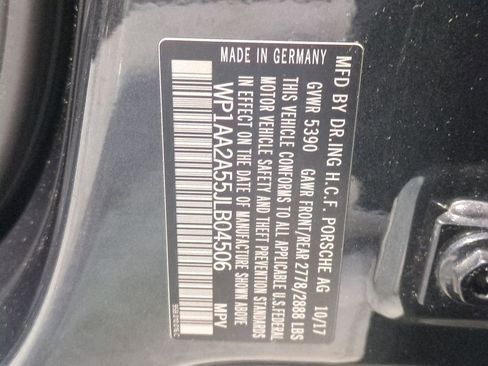 MFD BY DR.ING H.C.F. PORSCHE AG 10/17
GVWR 5390 GAWR FRONT/REAR 2778/2888 LBS
THIS VEHICLE CONFORMS TO ALL APPLICABLE U.S.FEDERAL
MOTOR VEHICLE SAFETY AND THEFT PREVENTION STANDARDS
IN EFFECT ON THE DATE OF MANUFACTURE SHOWN ABOVE
WP1AA2A55JLB04506 MPV
MADE IN GERMANY